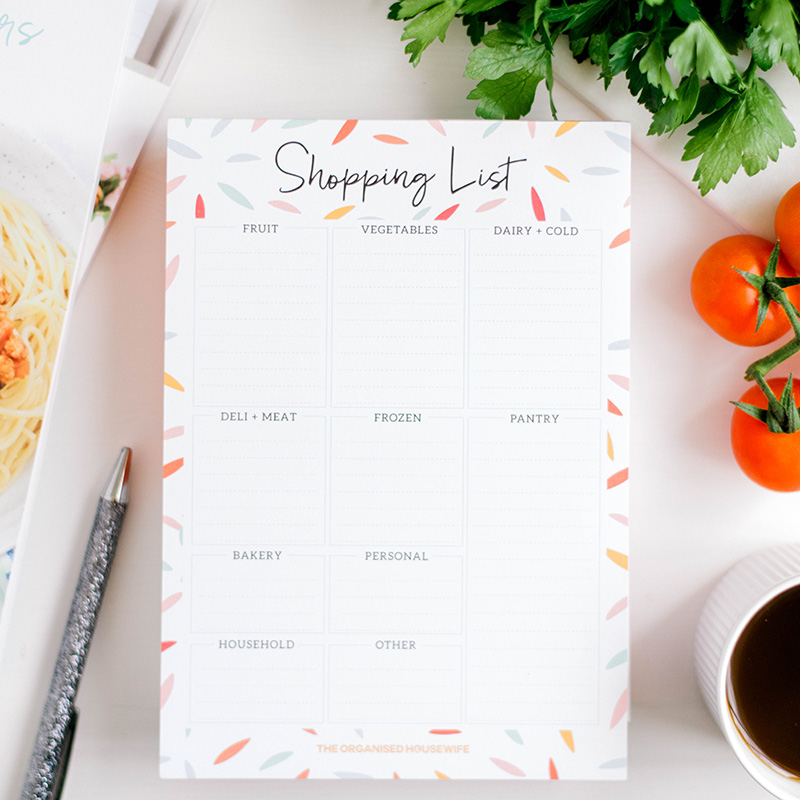 Shopping List
FRUIT VEGETABLES DAIRY + COLD
DELI + MEAT FROZEN PANTRY
BAKERY PERSONAL
HOUSEHOLD OTHER
THE ORGANISED HOUSEWIFE